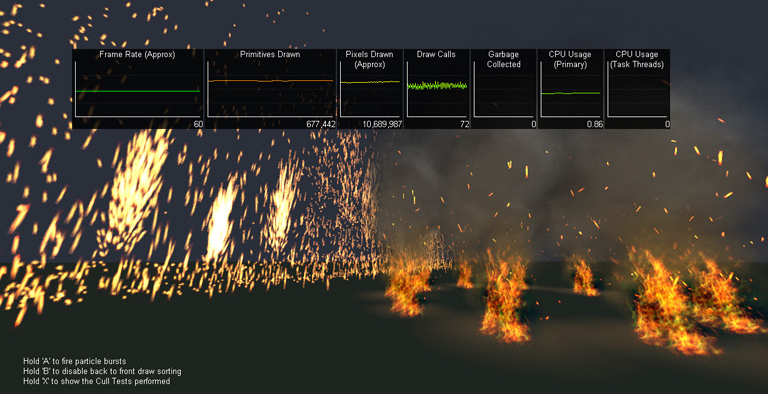 Frame Rate (Approx)
Primitives Drawn
Pixels Drawn
(Approx)
Draw Calls
Garbage
Collected
CPU Usage
(Primary)
CPU Usage
(Task Threads)
60
677,442
10,689,987
72
0
0.86
0
Hold 'A' to fire particle bursts
Hold 'B' to disable back to front draw sorting
Hold 'X' to show the Cull Tests performed